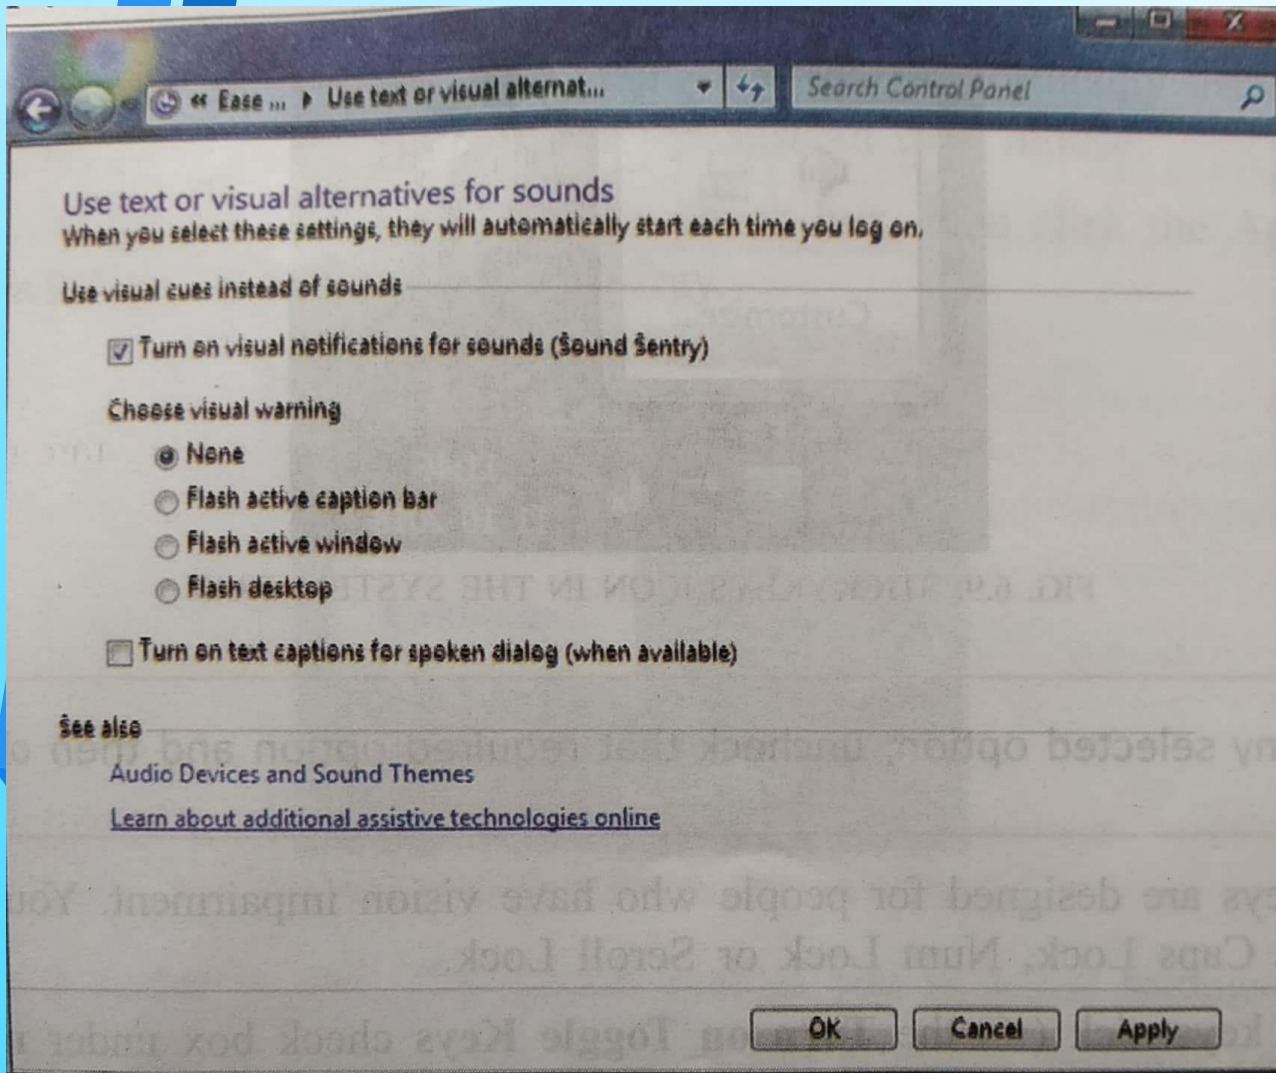 « Ease ... ▸ Use text or visual alternat...
Search Control Panel
Use text or visual alternatives for sounds
When you select these settings, they will automatically start each time you log on.
Use visual cues instead of sounds
Turn on visual notifications for sounds (Sound Sentry)
Choose visual warning
None
Flash active caption bar
Flash active window
Flash desktop
Turn on text captions for spoken dialog (when available)
See also
Audio Devices and Sound Themes
Learn about additional assistive technologies online
OK Cancel Apply